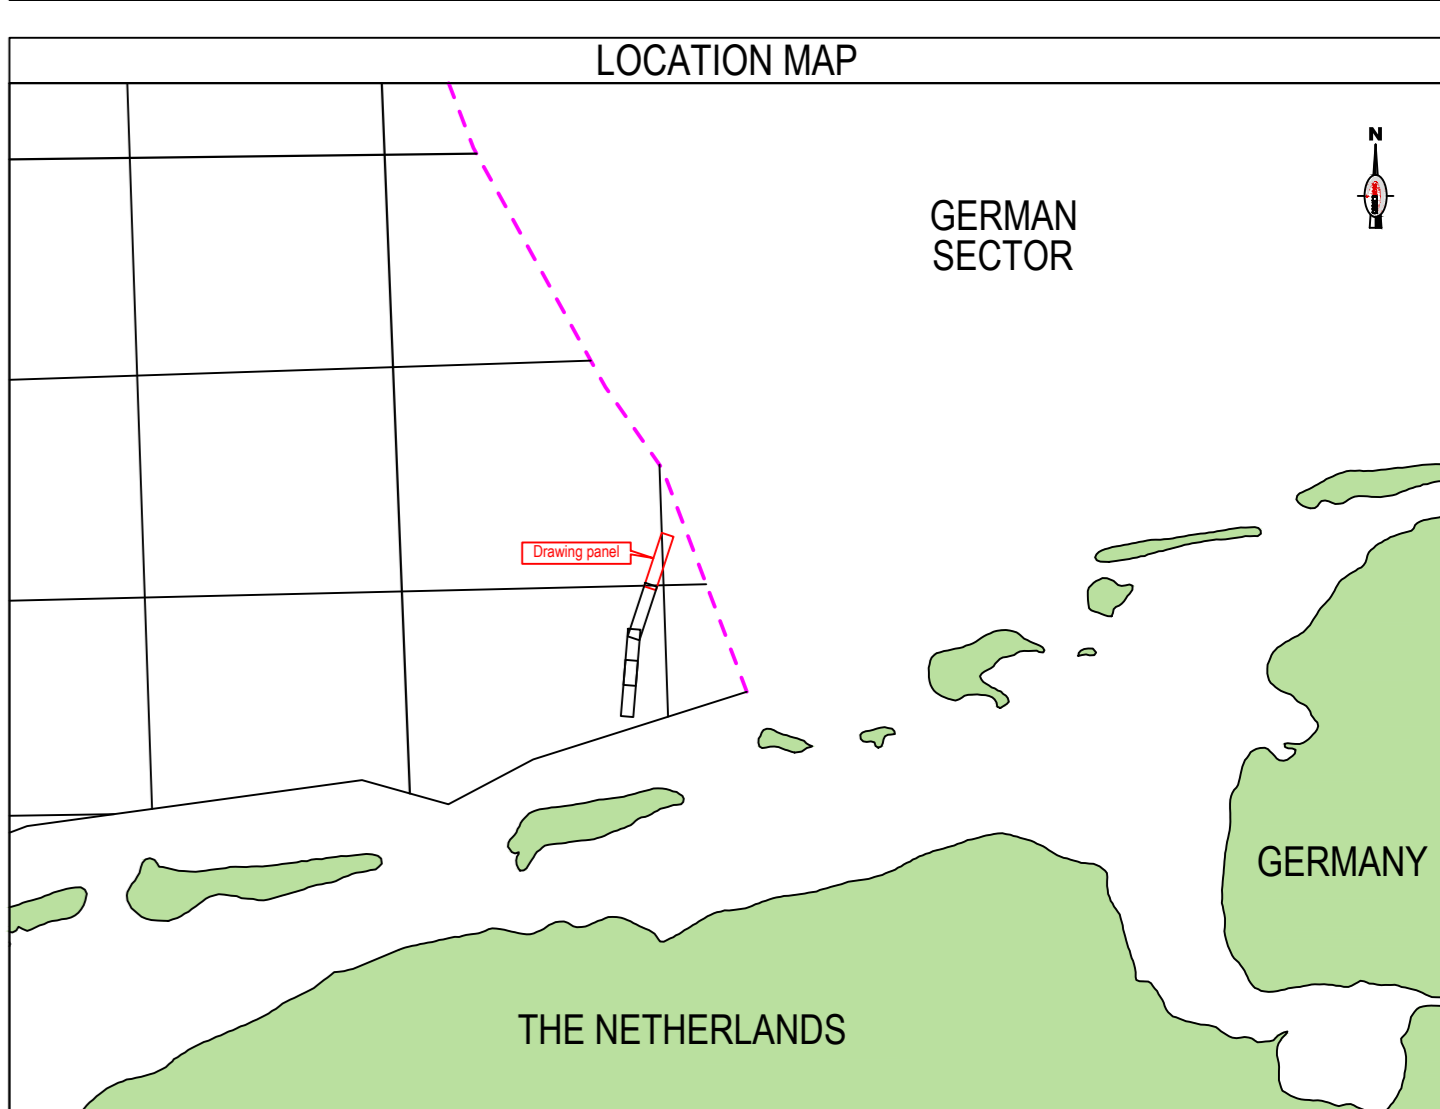 LOCATION MAP
N
GERMAN
SECTOR
Drawing panel
GERMANY
THE NETHERLANDS